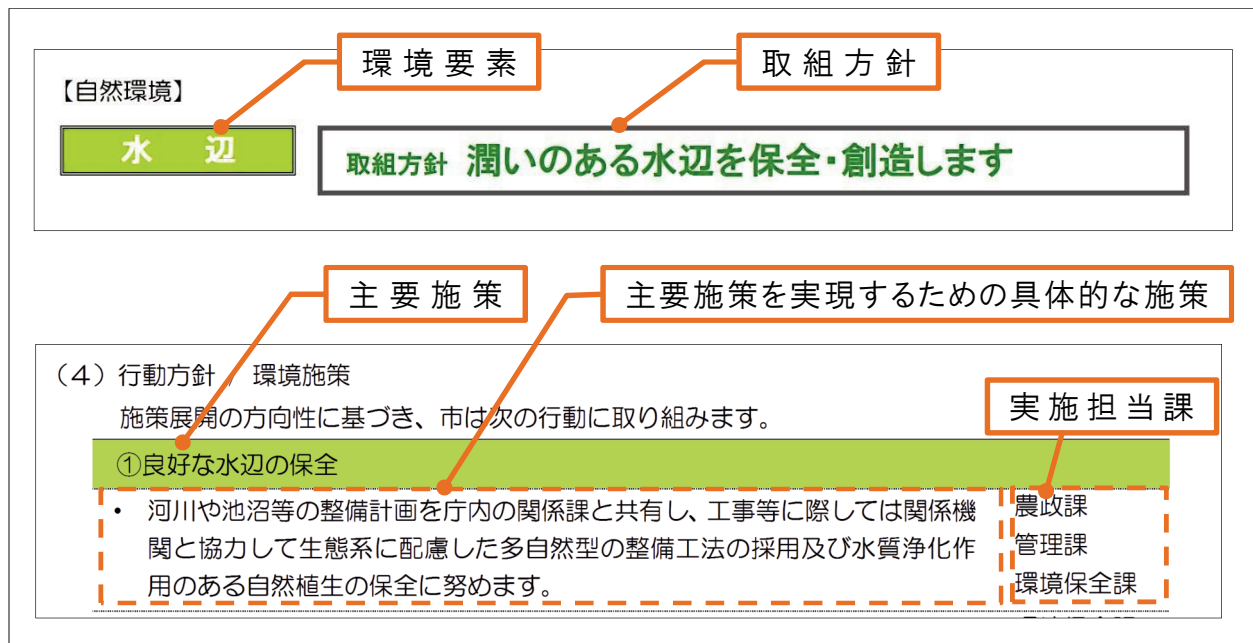 環境要素
取組方針
【自然環境】
水 辺
取組方針 潤いのある水辺を保全・創造します
主要施策
主要施策を実現するための具体的な施策
（4）行動方針 / 環境施策
施策展開の方向性に基づき、市は次の行動に取り組みます。
実施担当課
①良好な水辺の保全
・ 河川や池沼等の整備計画を庁内の関係課と共有し、工事等に際しては関係機
関と協力して生態系に配慮した多自然型の整備工法の採用及び水質浄化作
用のある自然植生の保全に努めます。
農政課
管理課
環境保全課